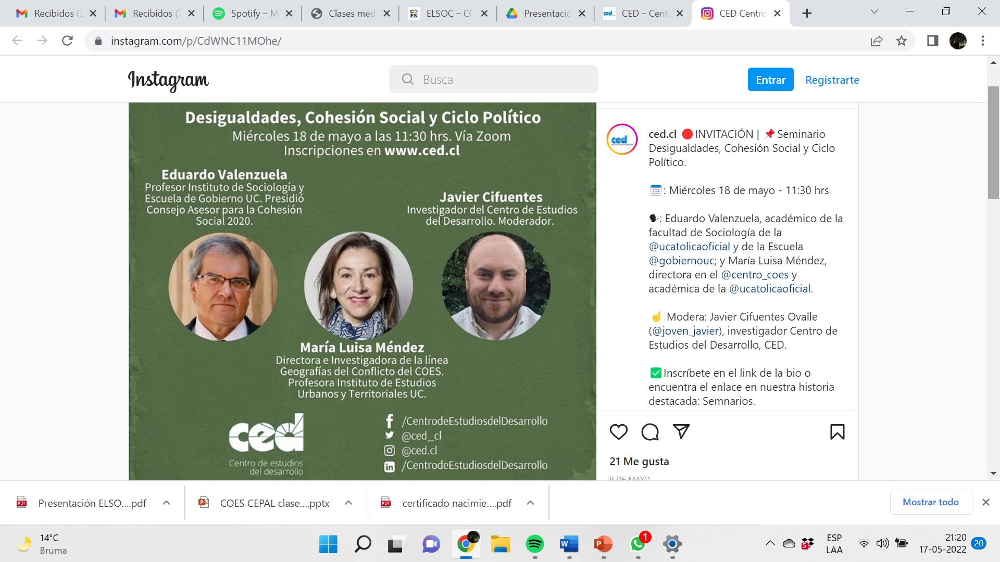 Recibidos (2
Recibidos (7
Spotify – M
Clases med
ELSOC – CO
Presentació
CED – Cent
CED Centro
instagram.com/p/CdWNC11MOhe/
Instagram
Busca
Entrar
Registrarte
Desigualdades, Cohesión Social y Ciclo Político
Miércoles 18 de mayo a las 11:30 hrs. Vía Zoom
Inscripciones en www.ced.cl
Eduardo Valenzuela
Profesor Instituto de Sociología y
Escuela de Gobierno UC. Presidió
Consejo Asesor para la Cohesión
Social 2020.
Javier Cifuentes
Investigador del Centro de Estudios
del Desarrollo. Moderador.
María Luisa Méndez
Directora e Investigadora de la línea
Geografías del Conflicto del COES.
Profesora Instituto de Estudios
Urbanos y Territoriales UC.
ced
Centro de estudios
del desarrollo
/CentrodeEstudiosdelDesarrollo
@ced_cl
@ced.cl
/CentrodeEstudiosdelDesarrollo
ced
ced.cl 🔴INVITACIÓN | 📌Seminario
Desigualdades, Cohesión Social y Ciclo
Político.
🗓: Miércoles 18 de mayo - 11:30 hrs
🗣: Eduardo Valenzuela, académico de la
facultad de Sociología de la
@ucatolicaoficial y de la Escuela
@gobiernouc; y María Luisa Méndez,
directora en el @centro_coes y
académica de la @ucatolicaoficial.
☝ Modera: Javier Cifuentes Ovalle
(@joven_javier), investigador Centro de
Estudios del Desarrollo, CED.
✅Inscríbete en el link de la bio o
encuentra el enlace en nuestra historia
destacada: Semnarios.
21 Me gusta
9 DE MAYO
Presentación ELSO....pdf
COES CEPAL clase....pptx
certificado nacimie....pdf
Mostrar todo
14°C
Bruma
1
5
ESP
LAA
21:20
17-05-2022
20